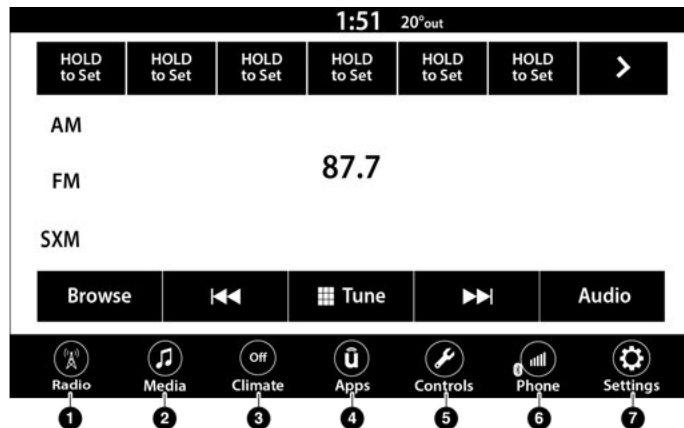 1:51 20°out
HOLD to Set HOLD to Set HOLD to Set HOLD to Set HOLD to Set HOLD to Set
AM
87.7
FM
SXM
Browse Tune Audio
Off ū
Radio Media Climate Apps Controls Phone Settings
1 2 3 4 5 6 7